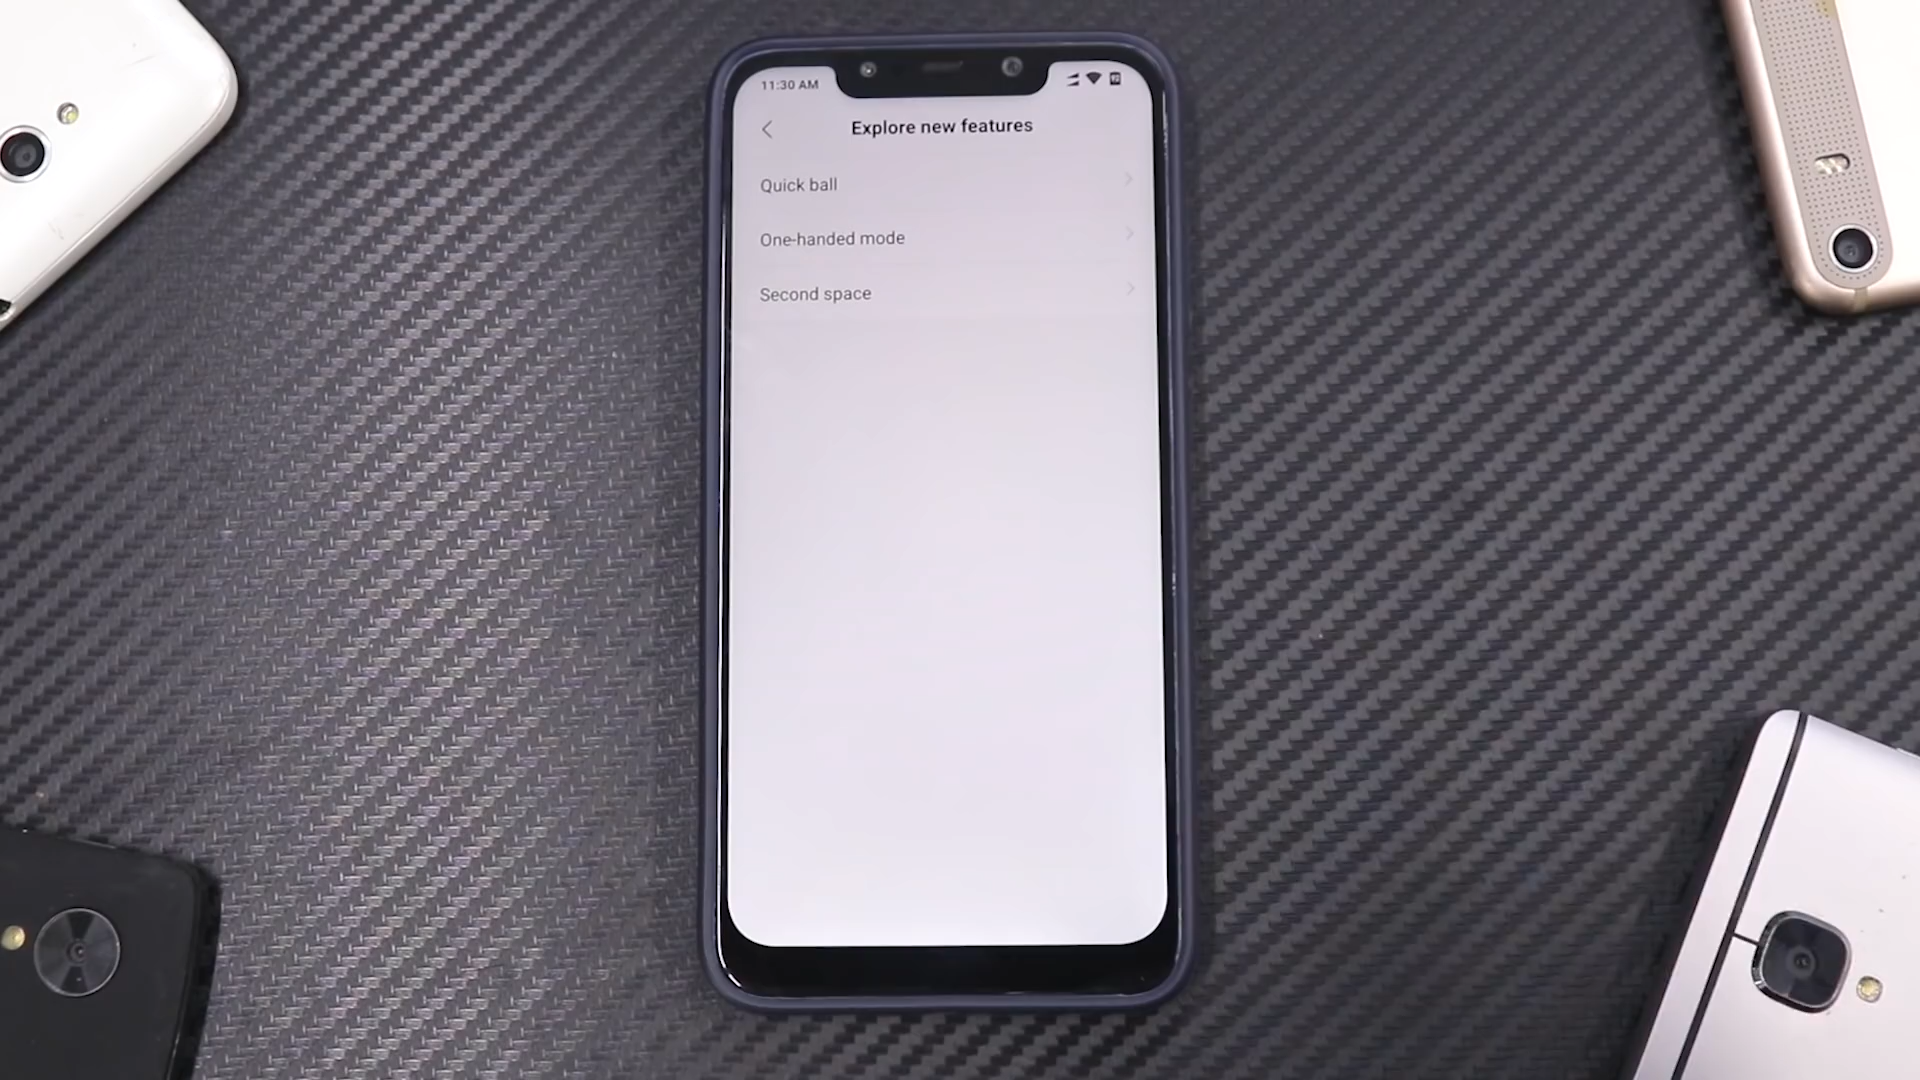 11:30 AM
Explore new features
Quick ball
One-handed mode
Second space